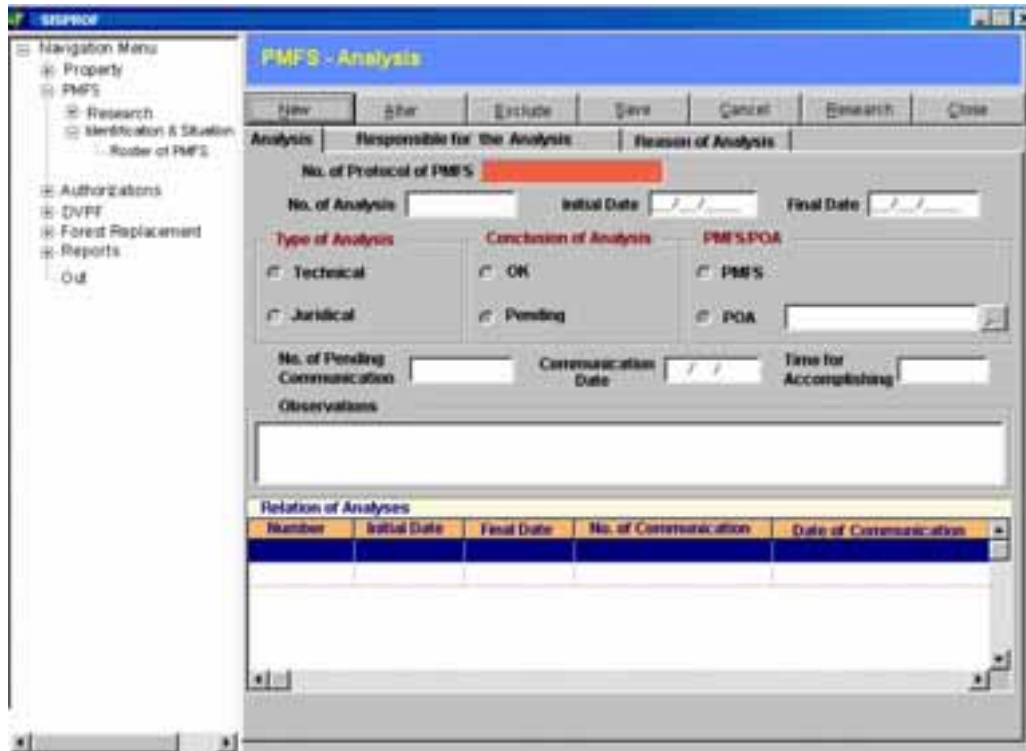 SISPROF
Navigation Menu
Property
PMFS
Research
Identification & Situation
Roster of PMFS
Authorizations
DVPF
Forest Replacement
Reports
Out
PMFS - Analysis
New Alter Exclude Save Cancel Research Close
Analysis Responsible for the Analysis Reason of Analysis
No. of Protocol of PMFS
No. of Analysis Initial Date _/_/__ Final Date _/_/__
Type of Analysis Conclusion of Analysis PMFS/POA
Technical OK PMFS
Juridical Pending POA
No. of Pending Communication Communication Date / / Time for Accomplishing
Observations
Relation of Analyses
Number Initial Date Final Date No. of Communication Date of Communication